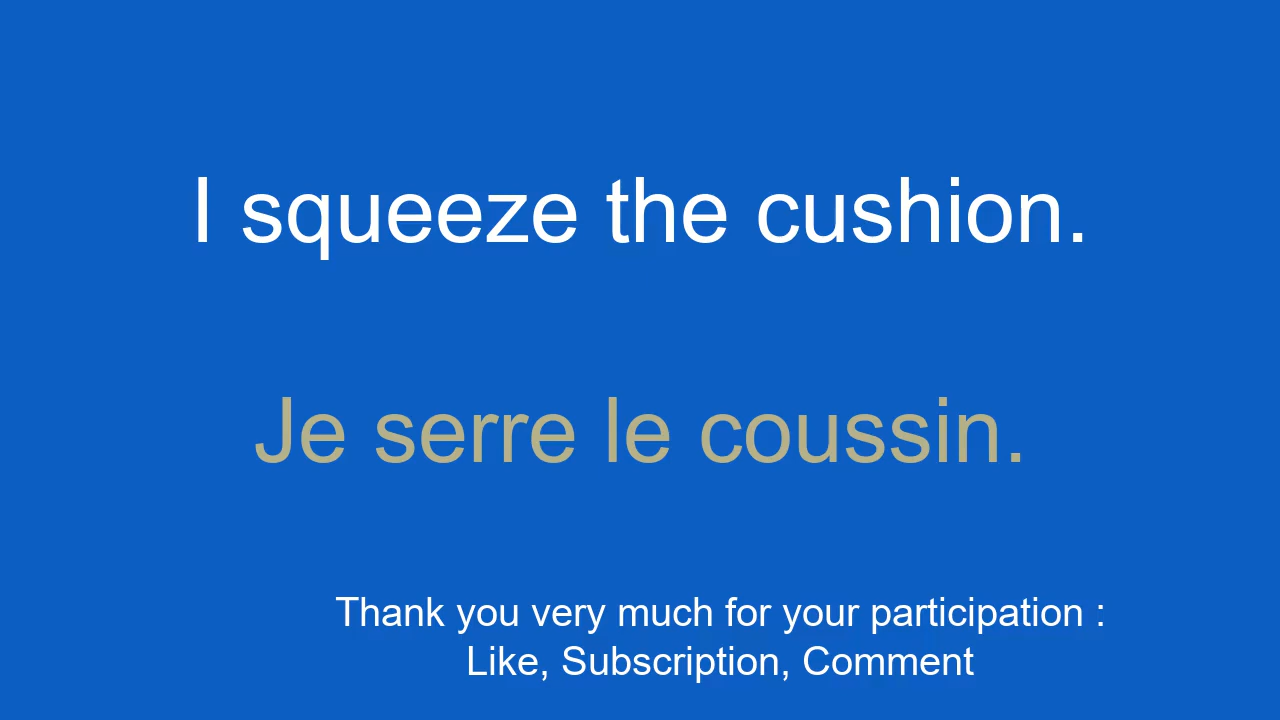 I squeeze the cushion.
Je serre le coussin.
Thank you very much for your participation :
Like, Subscription, Comment